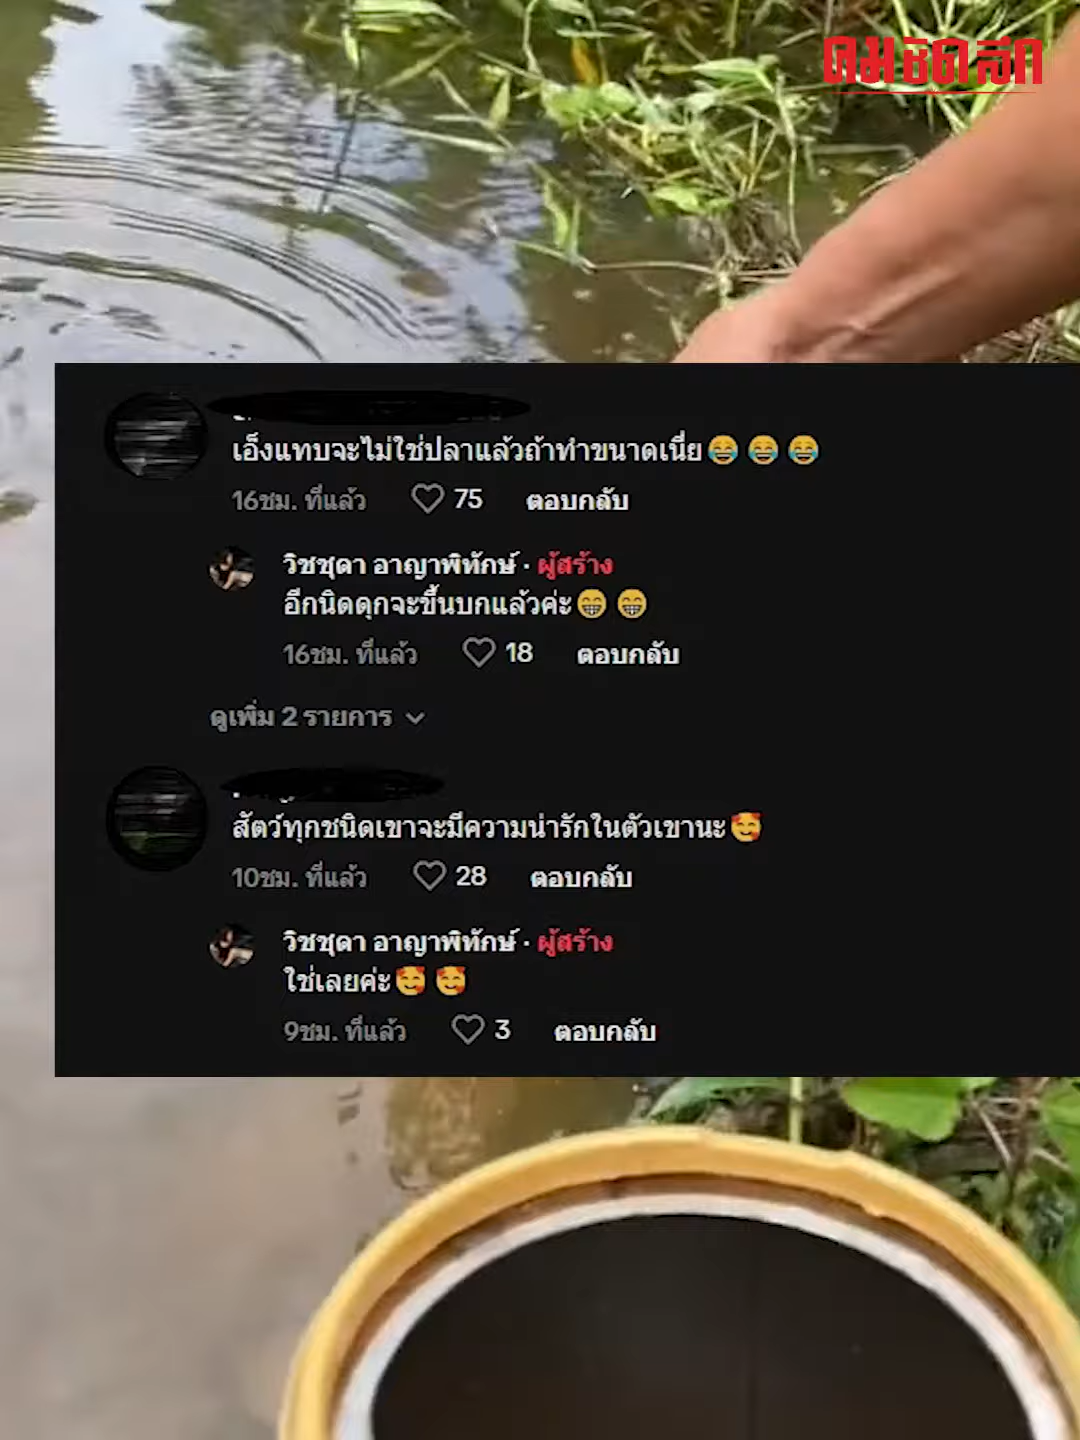 คมชัดลึก
เอ็งแทบจะไม่ใช่ปลาแล้วถ้าทำขนาดเนี่ย😂😂😂
16ชม. ที่แล้ว 75 ตอบกลับ
วิชชุดา อาญาพิทักษ์ · ผู้สร้าง
อีกนิดดุกจะขึ้นบกแล้วค่ะ😁😁
16ชม. ที่แล้ว 18 ตอบกลับ
ดูเพิ่ม 2 รายการ
สัตว์ทุกชนิดเขาจะมีความน่ารักในตัวเขานะ🥰
10ชม. ที่แล้ว 28 ตอบกลับ
วิชชุดา อาญาพิทักษ์ · ผู้สร้าง
ใช่เลยค่ะ🥰🥰
9ชม. ที่แล้ว 3 ตอบกลับ